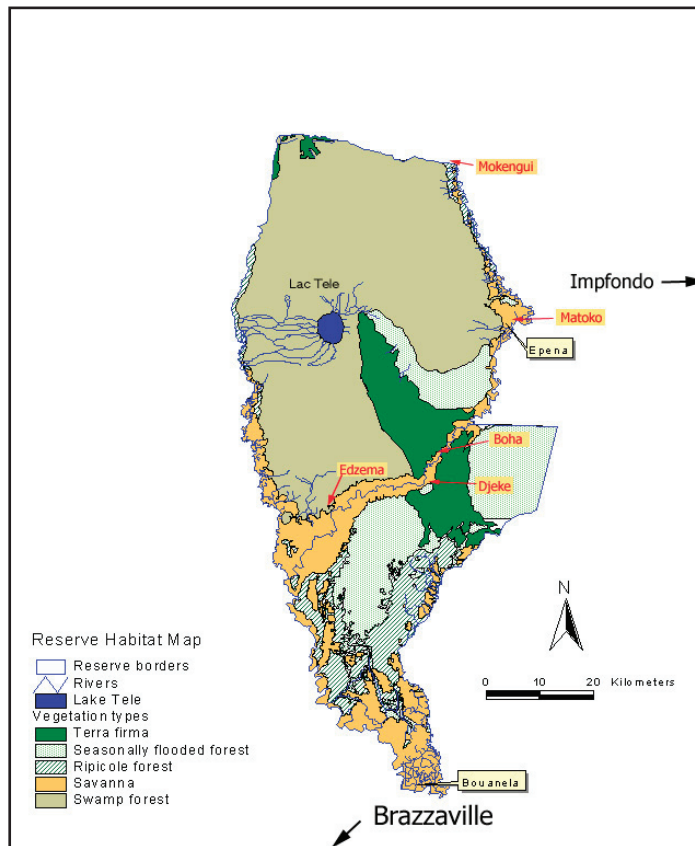 Mokengui
Impfondo
Lac Tele
Matoko
Epena
Boha
Edzema
Djeke
N
Reserve Habitat Map
Reserve borders
Rivers
Lake Tele
Vegetation types
Terra firma
Seasonally flooded forest
Ripicole forest
Savanna
Swamp forest
0 10 20 Kilometers
Bouanela
Brazzaville